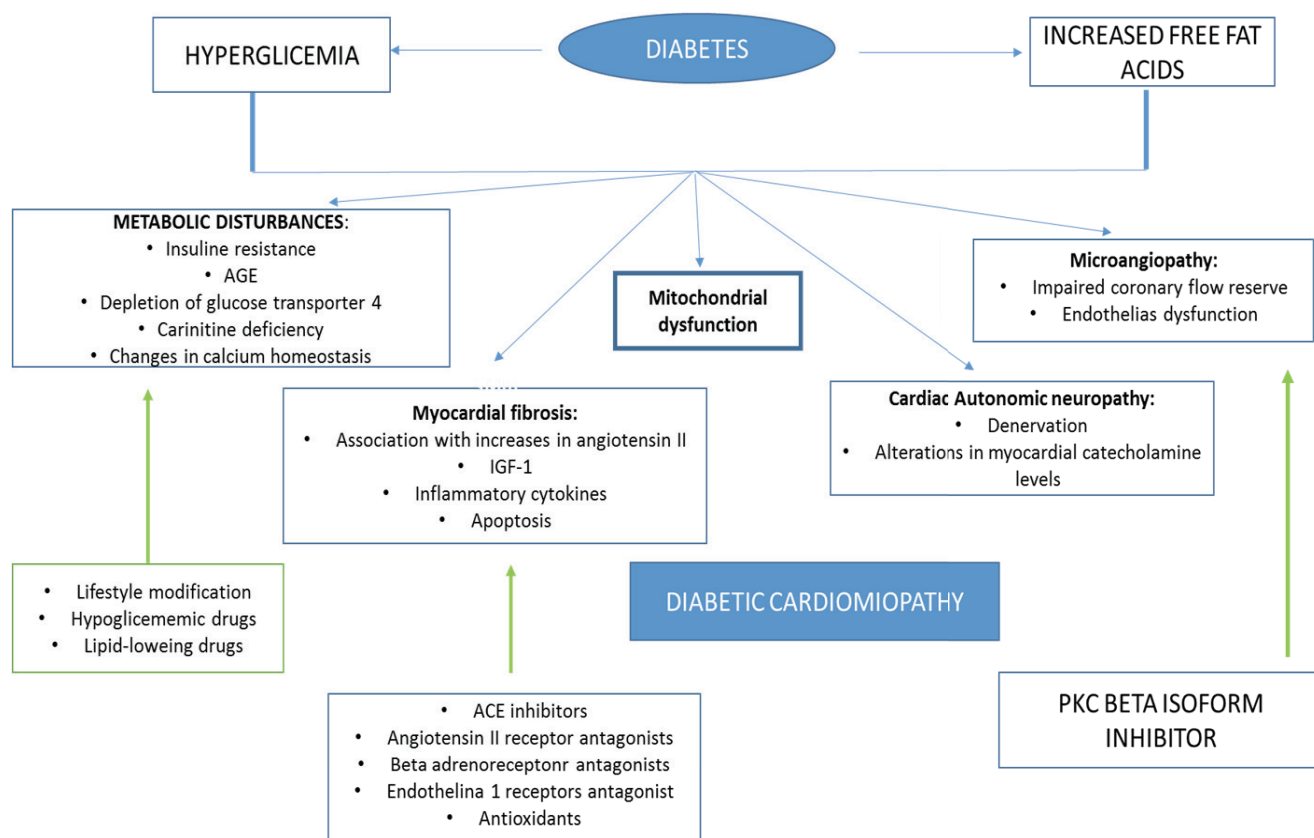 HYPERGLICEMIA
DIABETES
INCREASED FREE FAT
ACIDS
METABOLIC DISTURBANCES:
• Insuline resistance
• AGE
• Depletion of glucose transporter 4
• Carinitine deficiency
• Changes in calcium homeostasis
Mitochondrial
dysfunction
Microangiopathy:
• Impaired coronary flow reserve
• Endothelias dysfunction
Myocardial fibrosis:
• Association with increases in angiotensin II
• IGF-1
• Inflammatory cytokines
• Apoptosis
Cardiac Autonomic neuropathy:
• Denervation
• Alterations in myocardial catecholamine
levels
• Lifestyle modification
• Hypoglicememic drugs
• Lipid-loweing drugs
DIABETIC CARDIOMIOPATHY
• ACE inhibitors
• Angiotensin II receptor antagonists
• Beta adrenoreceptonr antagonists
• Endothelina 1 receptors antagonist
• Antioxidants
PKC BETA ISOFORM
INHIBITOR